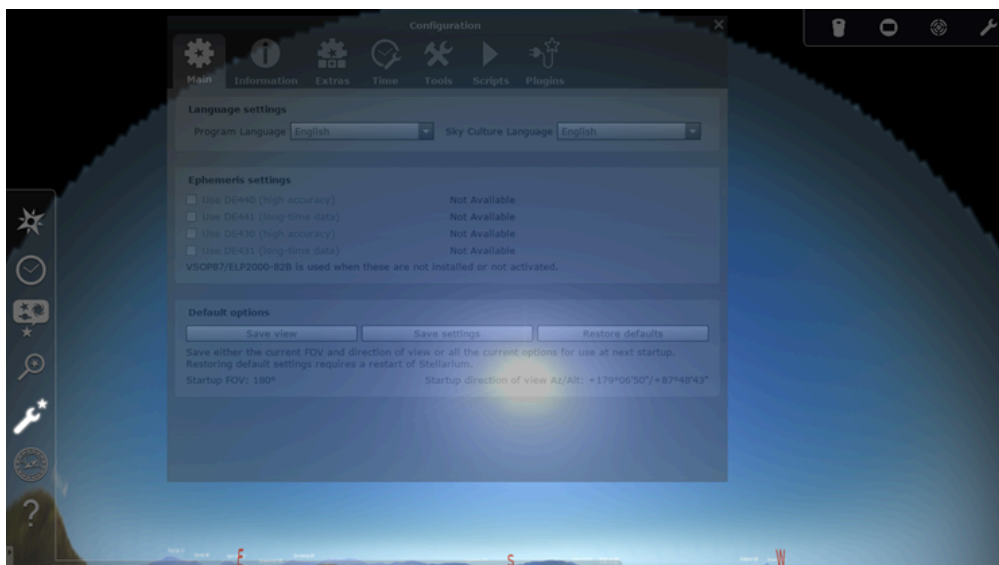 Configuration
Main Information Extras Time Tools Scripts Plugins
Language settings
Program Language English Sky Culture Language English
Ephemeris settings
Use DE440 (high accuracy) Not Available
Use DE441 (long-time data) Not Available
Use DE430 (high accuracy) Not Available
Use DE431 (long-time data) Not Available
VSOP87/ELP2000-82B is used when these are not installed or not activated.
Default options
Save view Save settings Restore defaults
Save either the current FOV and direction of view or all the current options for use at next startup.
Restoring default settings requires a restart of Stellarium.
Startup FOV: 180° Startup direction of view Az/Alt: +179°06'50"/+87°48'43"
E S W